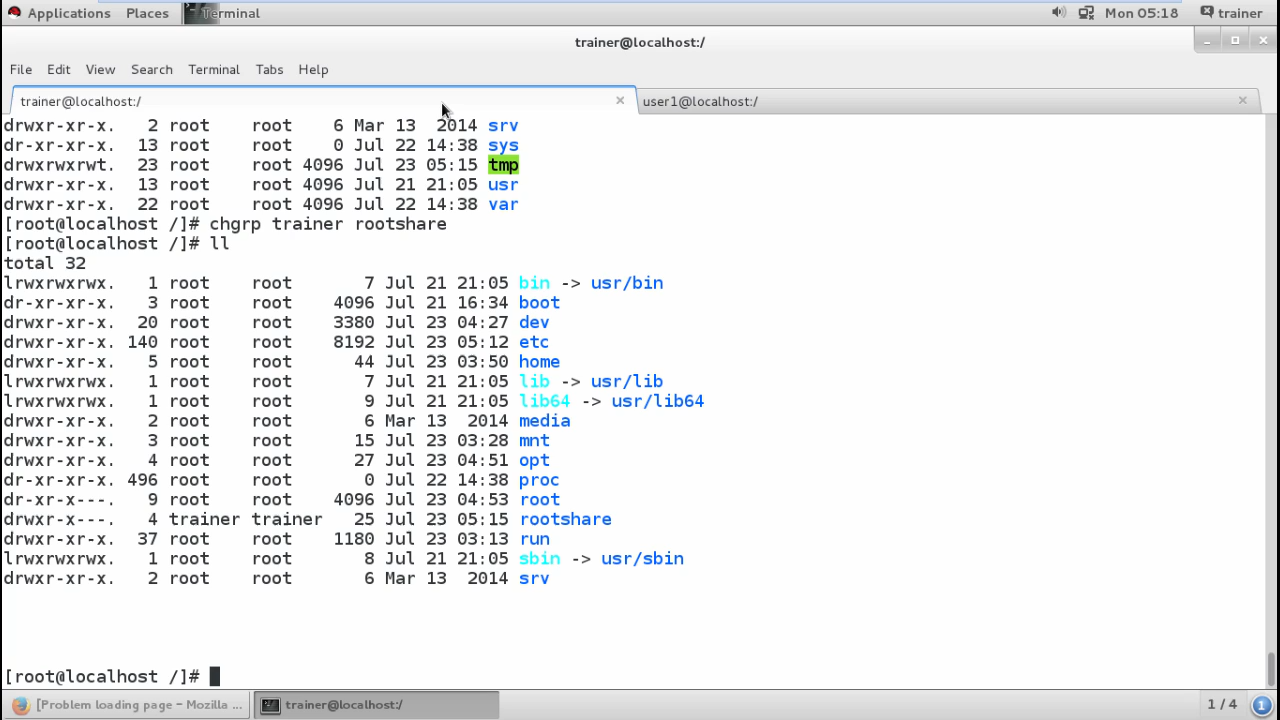 Applications Places Terminal Mon 05:18 trainer
trainer@localhost:/
File Edit View Search Terminal Tabs Help
trainer@localhost:/ user1@localhost:/
drwxr-xr-x. 2 root root 6 Mar 13 2014 srv
dr-xr-xr-x. 13 root root 0 Jul 22 14:38 sys
drwxrwxrwt. 23 root root 4096 Jul 23 05:15 tmp
drwxr-xr-x. 13 root root 4096 Jul 21 21:05 usr
drwxr-xr-x. 22 root root 4096 Jul 22 14:38 var
[root@localhost /]# chgrp trainer rootshare
[root@localhost /]# ll
total 32
lrwxrwxrwx. 1 root root 7 Jul 21 21:05 bin -> usr/bin
dr-xr-xr-x. 3 root root 4096 Jul 21 16:34 boot
drwxr-xr-x. 20 root root 3380 Jul 23 04:27 dev
drwxr-xr-x. 140 root root 8192 Jul 23 05:12 etc
drwxr-xr-x. 5 root root 44 Jul 23 03:50 home
lrwxrwxrwx. 1 root root 7 Jul 21 21:05 lib -> usr/lib
lrwxrwxrwx. 1 root root 9 Jul 21 21:05 lib64 -> usr/lib64
drwxr-xr-x. 2 root root 6 Mar 13 2014 media
drwxr-xr-x. 3 root root 15 Jul 23 03:28 mnt
drwxr-xr-x. 4 root root 27 Jul 23 04:51 opt
dr-xr-xr-x. 496 root root 0 Jul 22 14:38 proc
dr-xr-x---. 9 root root 4096 Jul 23 04:53 root
drwxr-x---. 4 trainer trainer 25 Jul 23 05:15 rootshare
drwxr-xr-x. 37 root root 1180 Jul 23 03:13 run
lrwxrwxrwx. 1 root root 8 Jul 21 21:05 sbin -> usr/sbin
drwxr-xr-x. 2 root root 6 Mar 13 2014 srv
[root@localhost /]#
[Problem loading page - Mozilla ... trainer@localhost:/ 1 / 4 1